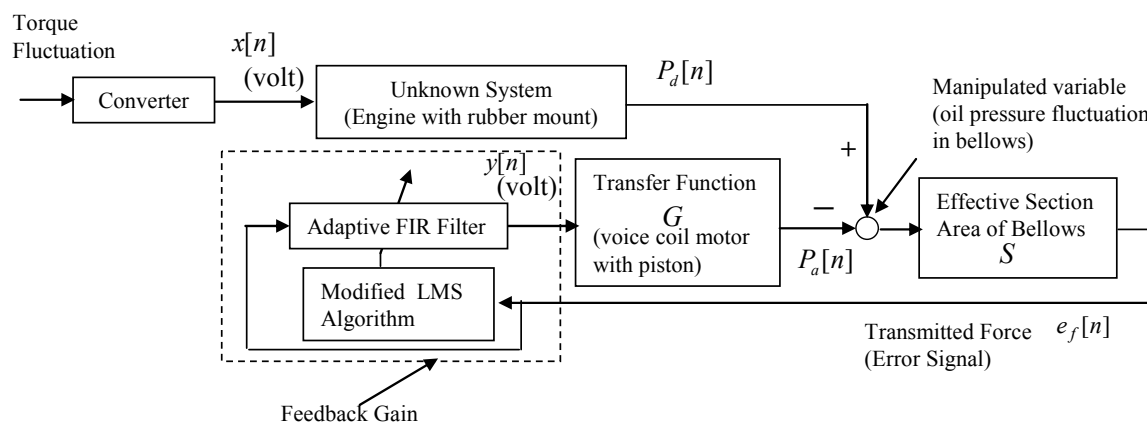 Torque
Fluctuation
x[n]
(volt)
Converter
Unknown System
(Engine with rubber mount)
P_d[n]
Manipulated variable
(oil pressure fluctuation
in bellows)
+
−
y[n]
(volt)
Adaptive FIR Filter
Modified LMS
Algorithm
Transfer Function
G
(voice coil motor
with piston)
P_a[n]
Effective Section
Area of Bellows
S
Transmitted Force e_f[n]
(Error Signal)
Feedback Gain